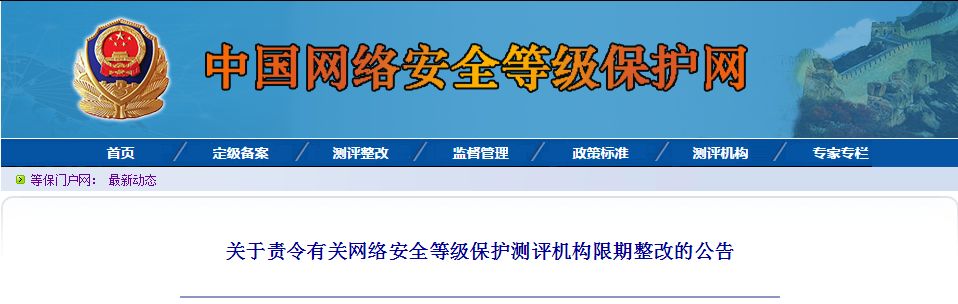 中国网络安全等级保护网
首页 定级备案 测评整改 监督管理 政策标准 测评机构 专家专栏
等保门户网： 最新动态
关于责令有关网络安全等级保护测评机构限期整改的公告